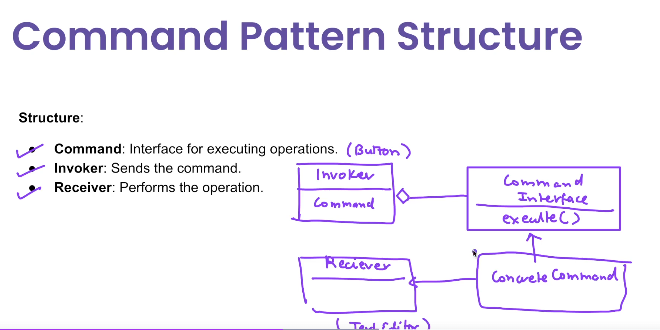 Command Pattern Structure
Structure:
Command: Interface for executing operations. (Button)
Invoker: Sends the command.
Receiver: Performs the operation.
Invoker
Command
Command
Interface
execute()
Reciever
Concrete Command
(Text Editor)